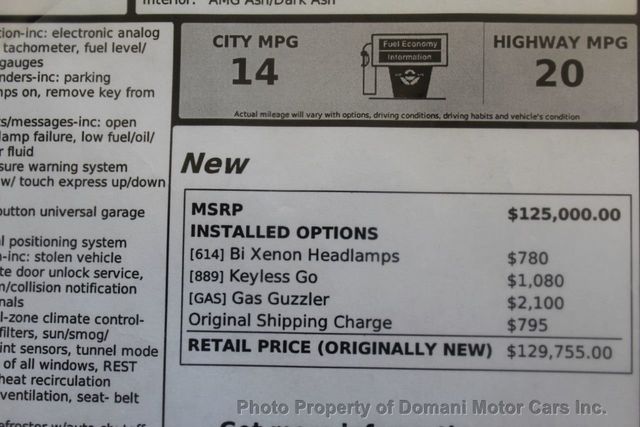 Interior: AMG Ash/Dark Ash
tion-inc: electronic analog
tachometer, fuel level/
gauges
nders-inc: parking
ps on, remove key from
ts/messages-inc: open
lamp failure, low fuel/oil/
r fluid
sure warning system
w/ touch express up/down
button universal garage
l positioning system
-inc: stolen vehicle
te door unlock service,
n/collision notification
nals
l-zone climate control-
filters, sun/smog/
int sensors, tunnel mode
of all windows, REST
heat recirculation
ventilation, seat- belt
CITY MPG
14
Fuel Economy
Information
HIGHWAY MPG
20
Actual mileage will vary with options, driving conditions, driving habits and vehicle's condition
New
MSRP $125,000.00
INSTALLED OPTIONS
[614] Bi Xenon Headlamps $780
[889] Keyless Go $1,080
[GAS] Gas Guzzler $2,100
Original Shipping Charge $795
RETAIL PRICE (ORIGINALLY NEW) $129,755.00
Photo Property of Domani Motor Cars Inc.